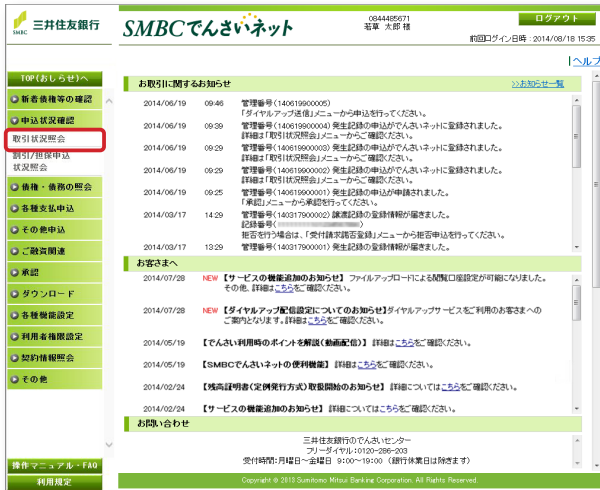 SMBC 三井住友銀行
SMBCでんさいネット
0844485671
若草 太郎 様
ログアウト
前回ログイン日時：2014/08/18 15:35
ヘルプ
TOP(おしらせ)へ
新着債権等の確認
申込状況確認
取引状況照会
割引/担保申込
状況照会
債権・債務の照会
各種支払申込
その他申込
ご融資関連
承認
ダウンロード
各種機能設定
利用者権限設定
契約情報照会
その他
操作マニュアル・FAQ
利用規定
お取引に関するお知らせ
>>お知らせ一覧
2014/06/19 09:46 管理番号(140619900005)
「ダイヤルアップ送信」メニューから申込を行ってください。
2014/06/19 09:39 管理番号(140619900004) 発生記録の申込がでんさいネットに登録されました。
詳細は「取引状況照会」メニューからご確認ください。
2014/06/19 09:29 管理番号(140619900003) 発生記録の申込がでんさいネットに登録されました。
詳細は「取引状況照会」メニューからご確認ください。
2014/06/19 09:29 管理番号(140619900002) 発生記録の申込がでんさいネットに登録されました。
詳細は「取引状況照会」メニューからご確認ください。
2014/06/19 09:25 管理番号(140619900001) 発生記録の申込が申請されました。
「承認」メニューから承認を行ってください。
2014/03/17 14:29 管理番号(140317900002) 譲渡記録の登録情報が届きました。
記録番号( )
拒否を行う場合は、「受付請求諾否登録」メニューから拒否申込を行ってください。
2014/03/17 13:29 管理番号(140317900001) 発生記録の登録情報が届きました。
お客さまへ
2014/07/28 NEW 【サービスの機能追加のお知らせ】 ファイルアップロードによる閲覧口座設定が可能になりました。
その他、詳細はこちらをご確認ください。
2014/07/28 NEW 【ダイヤルアップ配信設定についてのお知らせ】ダイヤルアップサービスをご利用のお客さまへの
ご案内となります。詳細はこちらをご確認ください。
2014/05/19 【でんさい利用時のポイントを解説(動画配信)】 詳細はこちらをご確認ください。
2014/05/19 【SMBCでんさいネットの便利機能】 詳細はこちらをご確認ください。
2014/02/24 【残高証明書(定例発行方式)取扱開始のお知らせ】 詳細についてはこちらをご確認ください。
2014/02/24 【サービスの機能追加のお知らせ】 詳細についてはこちらをご確認ください。
お問い合わせ
三井住友銀行のでんさいセンター
フリーダイヤル：0120-286-203
受付時間：月曜日～金曜日 9:00～19:00 (銀行休業日は除きます)
Copyright © 2013 Sumitomo Mitsui Banking Corporation. All Rights Reserved.